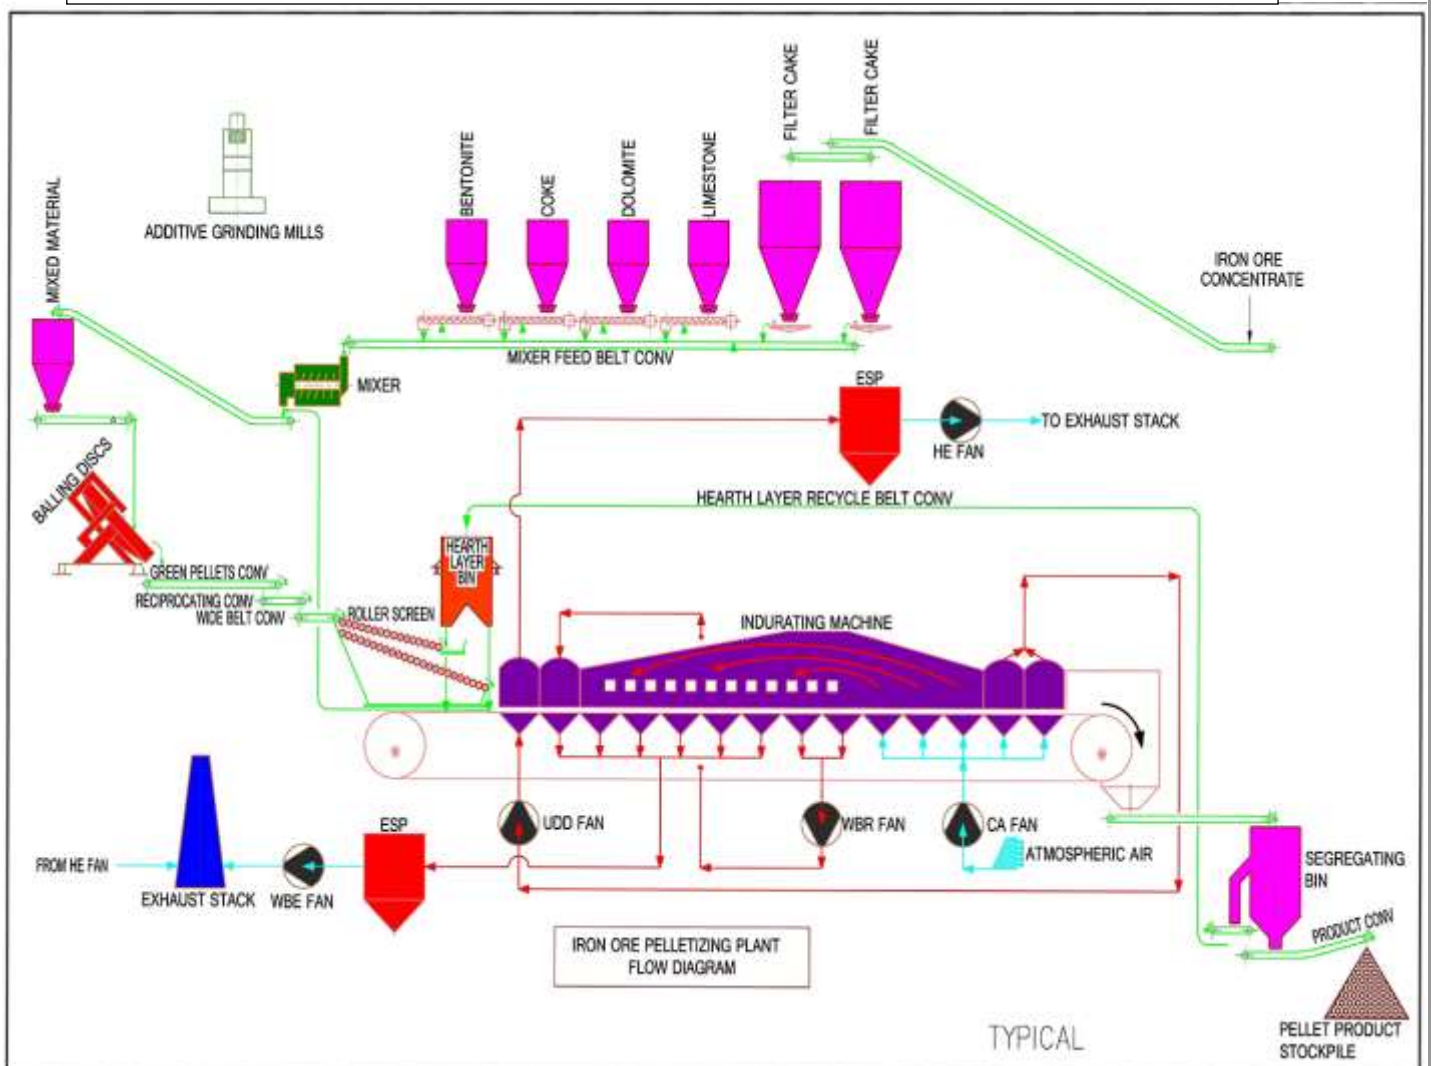 FILTER CAKE
FILTER CAKE
BENTONITE
COKE
DOLOMITE
LIMESTONE
MIXED MATERIAL
ADDITIVE GRINDING MILLS
IRON ORE
CONCENTRATE
MIXER FEED BELT CONV
MIXER
ESP
HE FAN
TO EXHAUST STACK
BALLING DISCS
HEARTH LAYER RECYCLE BELT CONV
HEARTH
LAYER
BIN
GREEN PELLETS CONV
RECIPROCATING CONV
WIDE BELT CONV
ROLLER SCREEN
INDURATING MACHINE
UDD FAN
WBR FAN
CA FAN
ATMOSPHERIC AIR
ESP
FROM HE FAN
EXHAUST STACK
WBE FAN
SEGREGATING
BIN
PRODUCT CONV
IRON ORE PELLETIZING PLANT
FLOW DIAGRAM
TYPICAL
PELLET PRODUCT
STOCKPILE